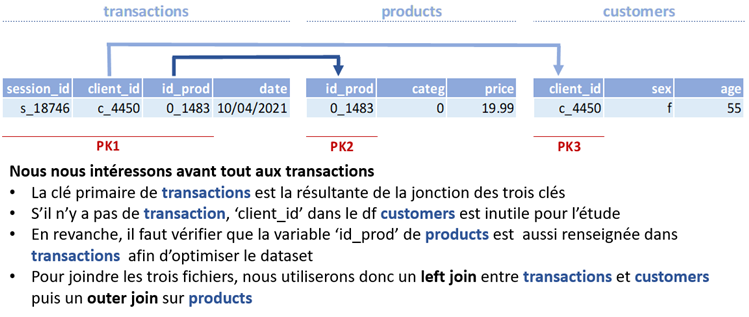 transactions products customers
session_id client_id id_prod date id_prod categ price client_id sex age
s_18746 c_4450 0_1483 10/04/2021 0_1483 0 19.99 c_4450 f 55
PK1 PK2 PK3
Nous nous intéressons avant tout aux transactions
• La clé primaire de transactions est la résultante de la jonction des trois clés
• S’il n’y a pas de transaction, ‘client_id’ dans le df customers est inutile pour l’étude
• En revanche, il faut vérifier que la variable ‘id_prod’ de products est aussi renseignée dans
transactions afin d’optimiser le dataset
• Pour joindre les trois fichiers, nous utiliserons donc un left join entre transactions et customers
puis un outer join sur products